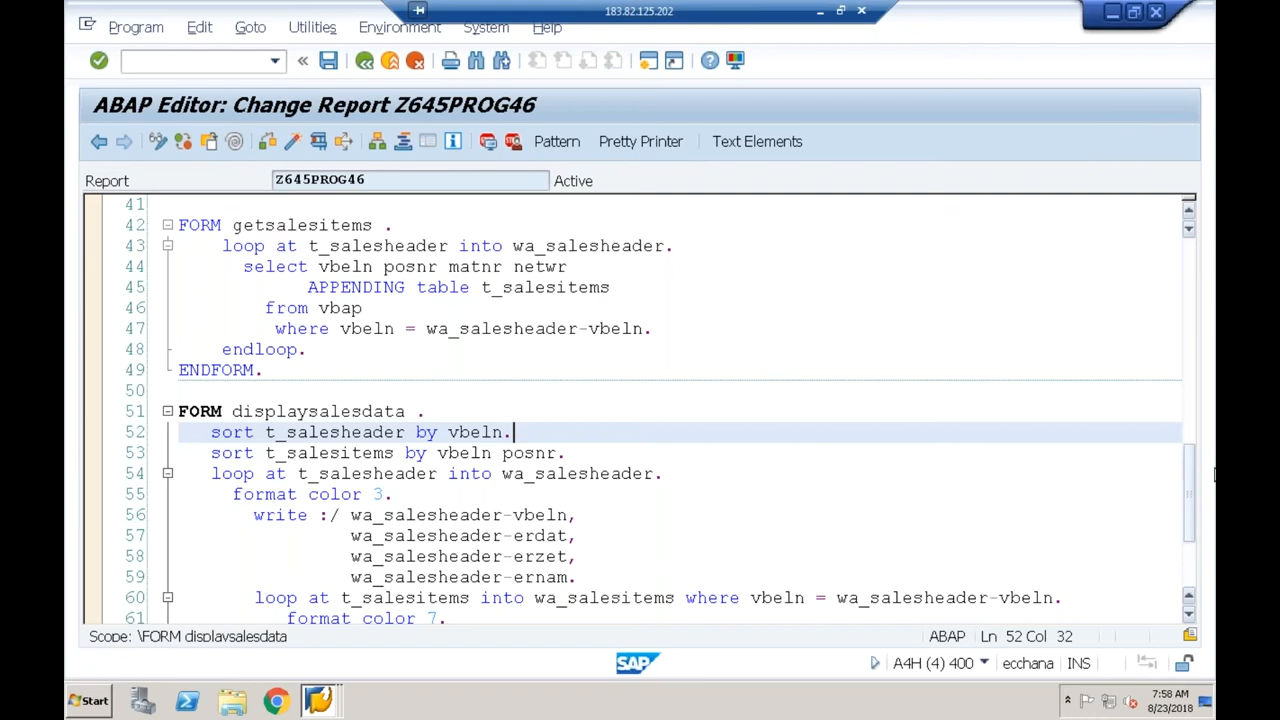 183.82.125.202
Program Edit Goto Utilities Environment System Help
ABAP Editor: Change Report Z645PROG46
Pattern Pretty Printer Text Elements
Report Z645PROG46 Active
41
42 FORM getsalesitems .
43 loop at t_salesheader into wa_salesheader.
44 select vbeln posnr matnr netwr
45 APPENDING table t_salesitems
46 from vbap
47 where vbeln = wa_salesheader-vbeln.
48 endloop.
49 ENDFORM.
50
51 FORM displaysalesdata .
52 sort t_salesheader by vbeln.
53 sort t_salesitems by vbeln posnr.
54 loop at t_salesheader into wa_salesheader.
55 format color 3.
56 write :/ wa_salesheader-vbeln,
57 wa_salesheader-erdat,
58 wa_salesheader-erzet,
59 wa_salesheader-ernam.
60 loop at t_salesitems into wa_salesitems where vbeln = wa_salesheader-vbeln.
61 format color 7.
Scope: \FORM displaysalesdata ABAP Ln 52 Col 32
SAP A4H (4) 400 ecchana INS
Start 7:58 AM
8/23/2018